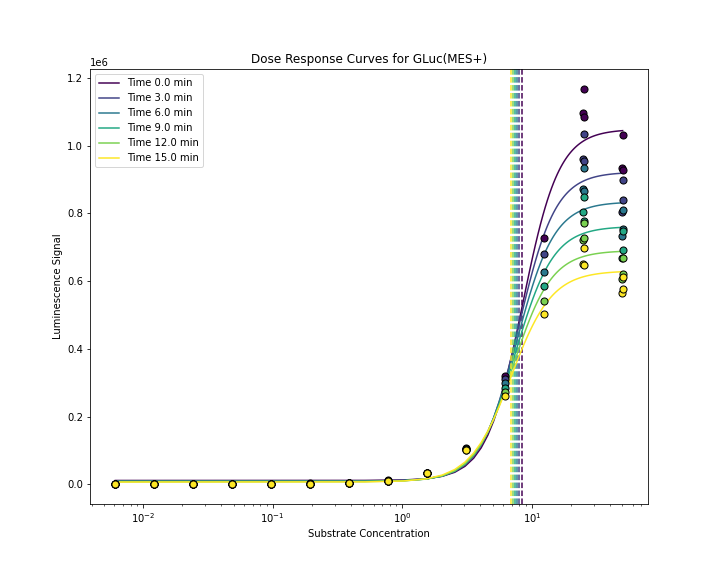 Dose Response Curves for GLuc(MES+)
1e6
1.2
1.0
0.8
0.6
0.4
0.2
0.0
Luminescence Signal
Time 0.0 min
Time 3.0 min
Time 6.0 min
Time 9.0 min
Time 12.0 min
Time 15.0 min
10⁻² 10⁻¹ 10⁰ 10¹
Substrate Concentration